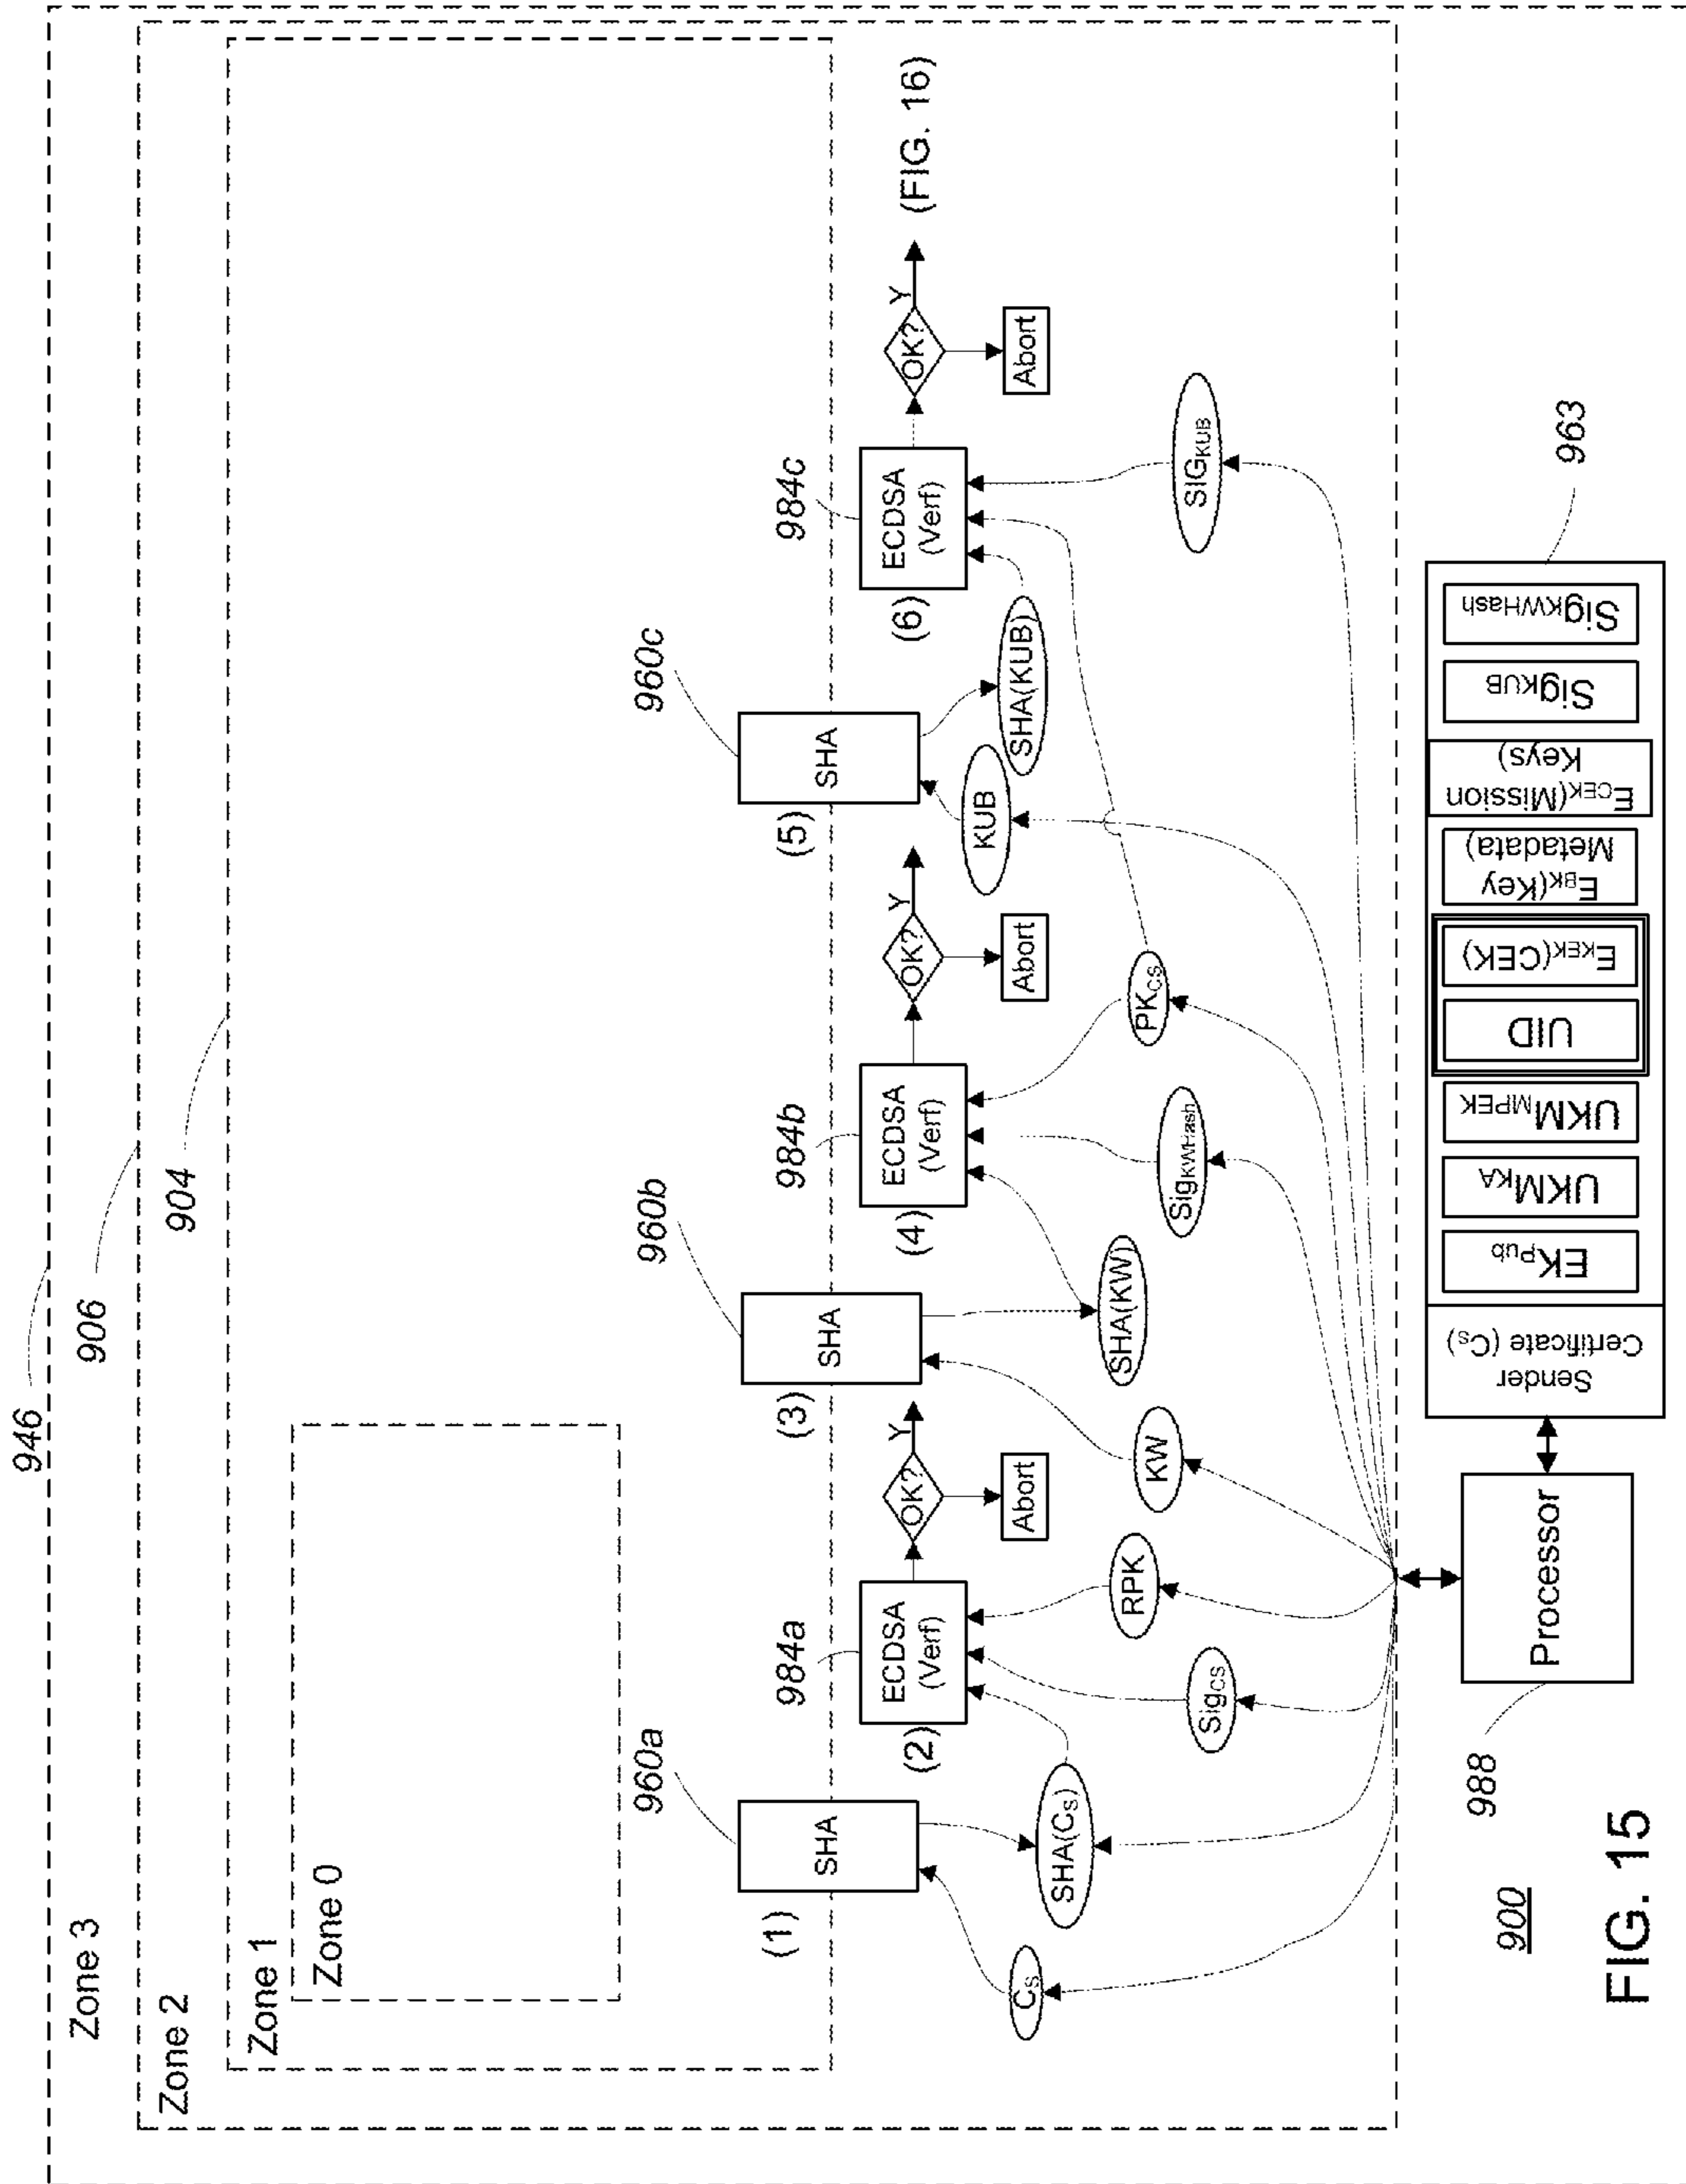 946
Zone 3
906
Zone 2
904
Zone 1
Zone 0
960a
960b
960c
SHA
SHA
SHA
(1)
(3)
(5)
984a
984b
984c
ECDSA
(Verf)
ECDSA
(Verf)
ECDSA
(Verf)
(2)
(4)
(6)
OK?
Y
OK?
Y
OK?
Y
(FIG. 16)
Abort
Abort
Abort
CS
SHA(CS)
SigCS
RPK
KW
SHA(KW)
SigKWHash
PKCS
KUB
SHA(KUB)
SIGKUB
Processor
988
Sender
Certificate (CS)
EKPub
UKMKA
UKMMPEK
UID
EKEK(CEK)
EBK(Key
Metadata)
ECEK(Mission
Keys)
SigKUB
SigKWHash
963
900
FIG. 15